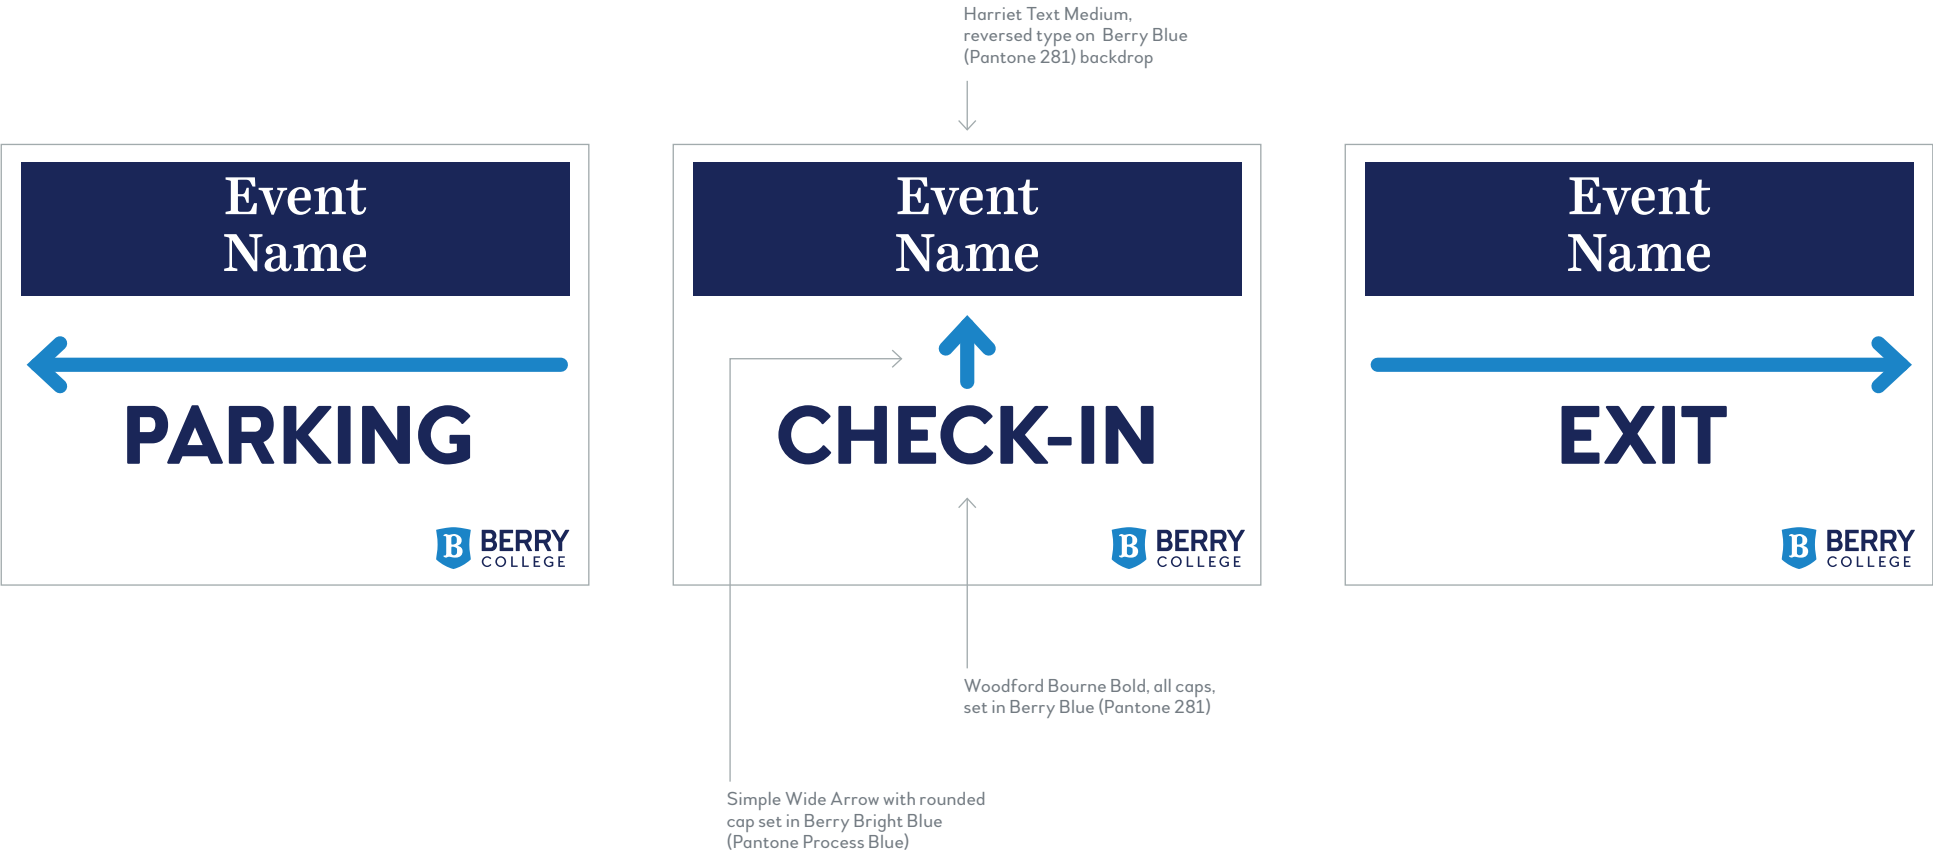 Harriet Text Medium,
reversed type on Berry Blue
(Pantone 281) backdrop
Event
Name
PARKING
B BERRY
COLLEGE
Event
Name
CHECK-IN
B BERRY
COLLEGE
Event
Name
EXIT
B BERRY
COLLEGE
Woodford Bourne Bold, all caps,
set in Berry Blue (Pantone 281)
Simple Wide Arrow with rounded
cap set in Berry Bright Blue
(Pantone Process Blue)